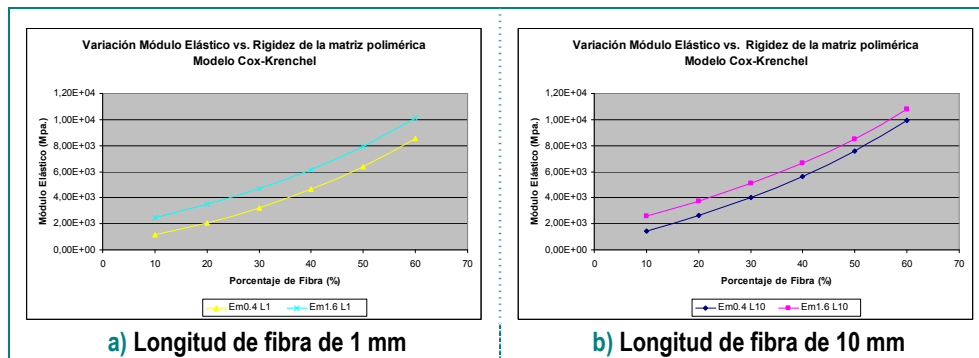 Variación Módulo Elástico vs. Rigidez de la matriz polimérica
Modelo Cox-Krenchel
Módulo Elástico (Mpa.)
1,20E+04
1,00E+04
8,00E+03
6,00E+03
4,00E+03
2,00E+03
0,00E+00
0 10 20 30 40 50 60 70
Porcentaje de Fibra (%)
Em0.4 L1 Em1.6 L1
a) Longitud de fibra de 1 mm
Variación Módulo Elástico vs. Rigidez de la matriz polimérica
Modelo Cox-Krenchel
Módulo Elástico (Mpa.)
1,20E+04
1,00E+04
8,00E+03
6,00E+03
4,00E+03
2,00E+03
0,00E+00
0 10 20 30 40 50 60 70
Porcentaje de Fibra (%)
Em0.4 L10 Em1.6 L10
b) Longitud de fibra de 10 mm